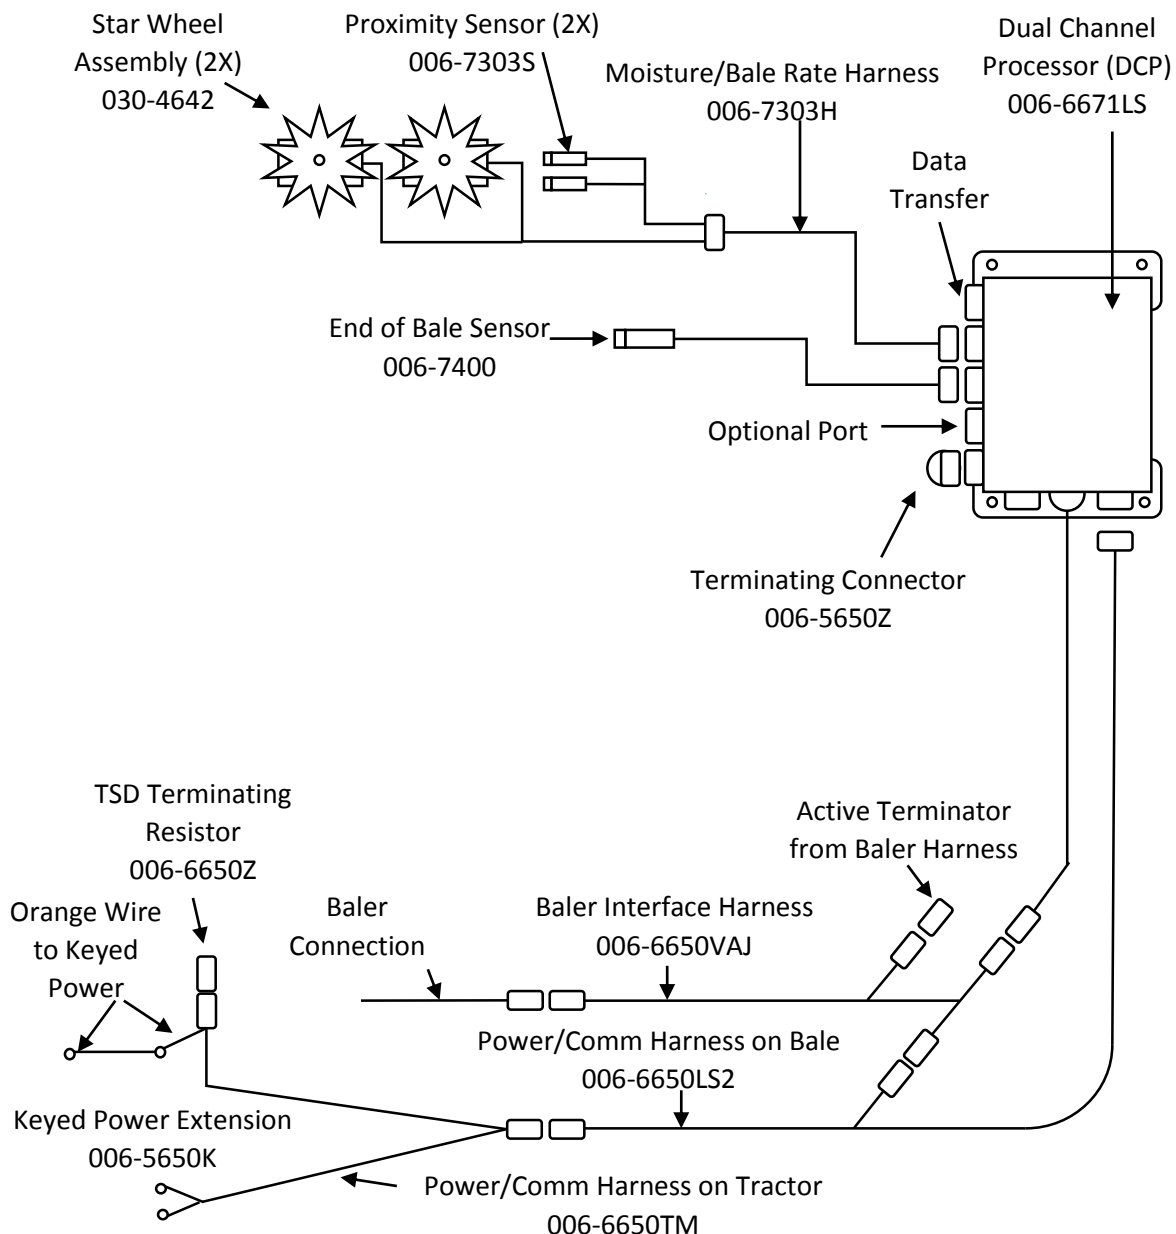 Star Wheel
Assembly (2X)
030-4642
Proximity Sensor (2X)
006-7303S
Moisture/Bale Rate Harness
006-7303H
Dual Channel
Processor (DCP)
006-6671LS
Data
Transfer
End of Bale Sensor
006-7400
Optional Port
Terminating Connector
006-5650Z
TSD Terminating
Resistor
006-6650Z
Active Terminator
from Baler Harness
Orange Wire
to Keyed
Power
Baler
Connection
Baler Interface Harness
006-6650VAJ
Power/Comm Harness on Bale
006-6650LS2
Keyed Power Extension
006-5650K
Power/Comm Harness on Tractor
006-6650TM